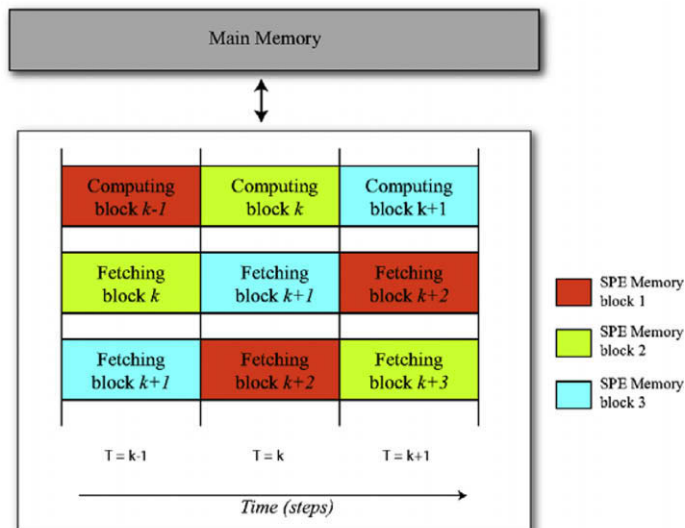 Main Memory
Computing
block k-1
Computing
block k
Computing
block k+1
Fetching
block k
Fetching
block k+1
Fetching
block k+2
Fetching
block k+1
Fetching
block k+2
Fetching
block k+3
SPE Memory
block 1
SPE Memory
block 2
SPE Memory
block 3
T = k-1
T = k
T = k+1
Time (steps)